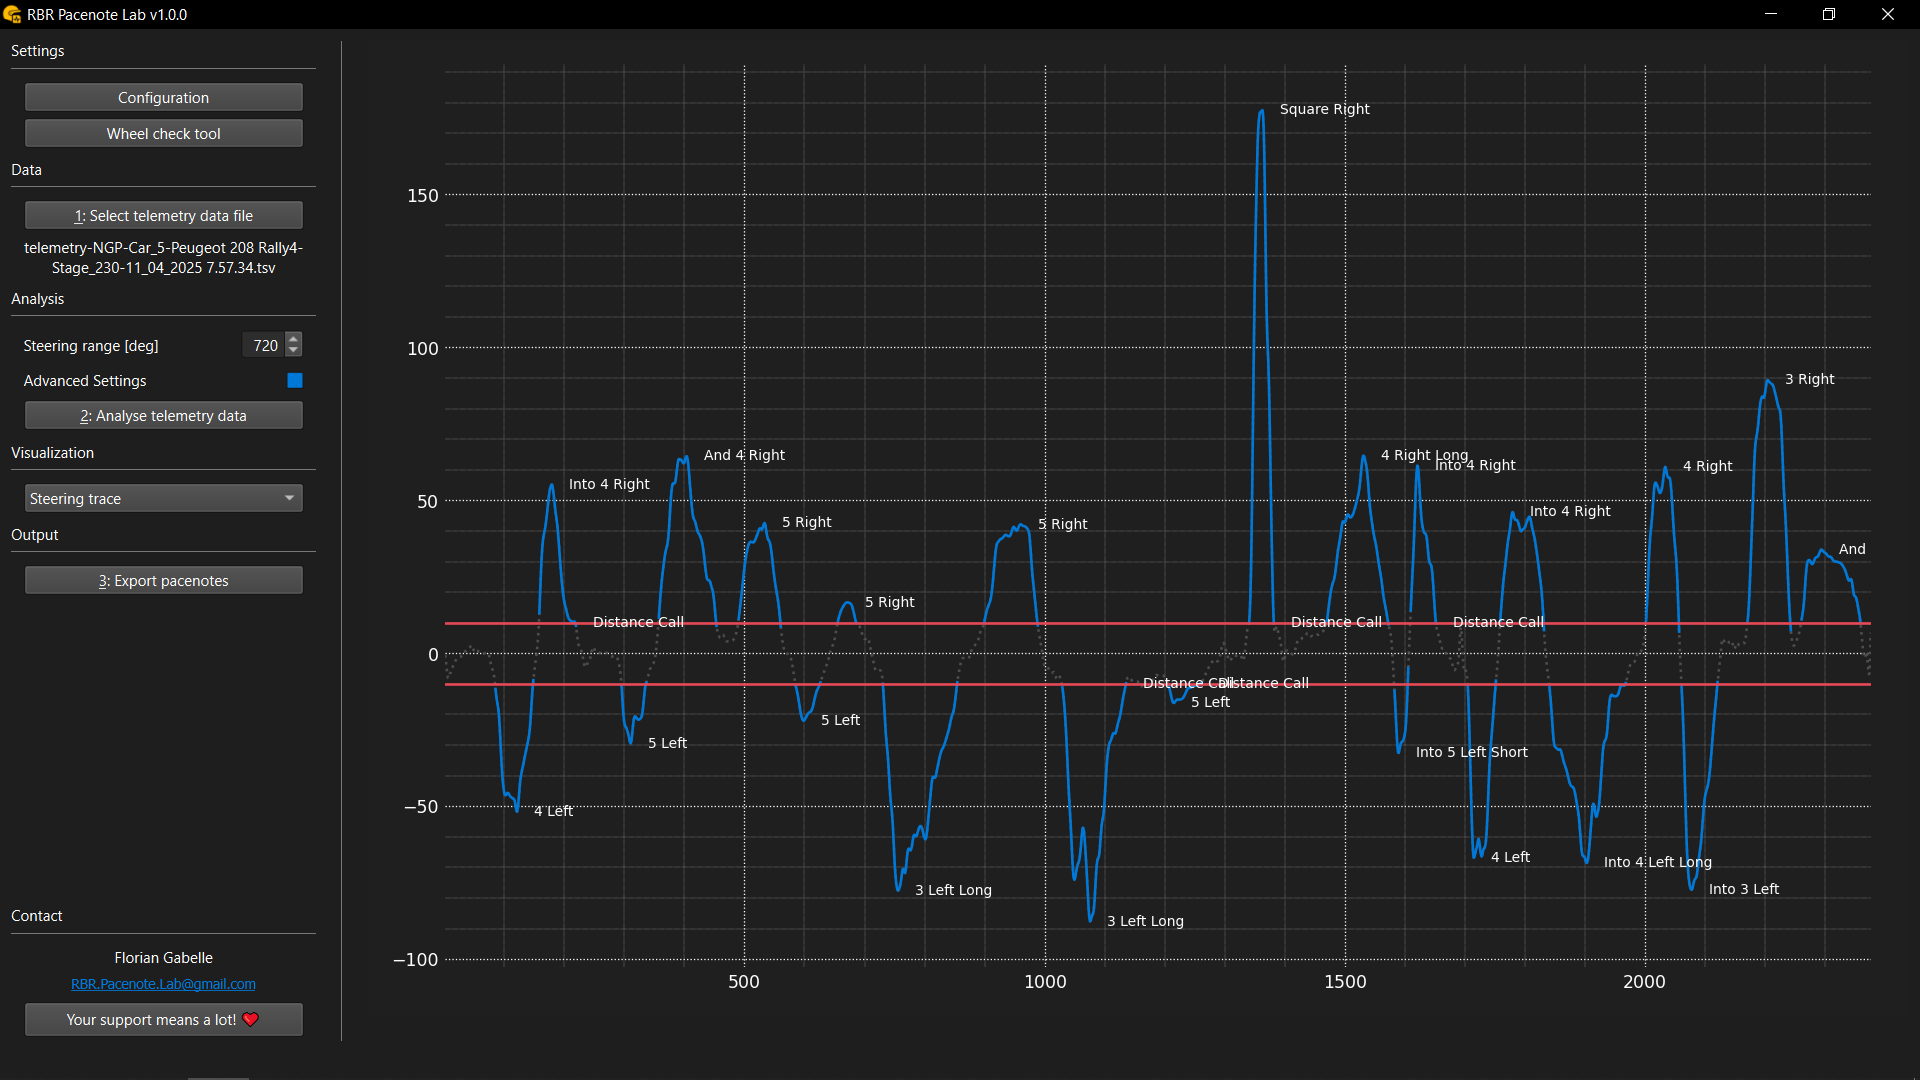 RBR Pacenote Lab v1.0.0
Settings
Configuration
Wheel check tool
Data
1: Select telemetry data file
telemetry-NGP-Car_5-Peugeot 208 Rally4-
Stage_230-11_04_2025 7.57.34.tsv
Analysis
Steering range [deg]
720
Advanced Settings
2: Analyse telemetry data
Visualization
Steering trace
Output
3: Export pacenotes
Contact
Florian Gabelle
RBR.Pacenote.Lab@gmail.com
Your support means a lot!
150
100
50
0
−50
−100
500
1000
1500
2000
4 Left
Into 4 Right
Distance Call
5 Left
And 4 Right
5 Right
5 Left
5 Right
3 Left Long
5 Right
3 Left Long
Distance Call
5 Left
Distance Call
Square Right
Distance Call
4 Right Long
Into 5 Left Short
Into 4 Right
Distance Call
4 Left
Into 4 Right
Into 4 Left Long
4 Right
Into 3 Left
3 Right
And